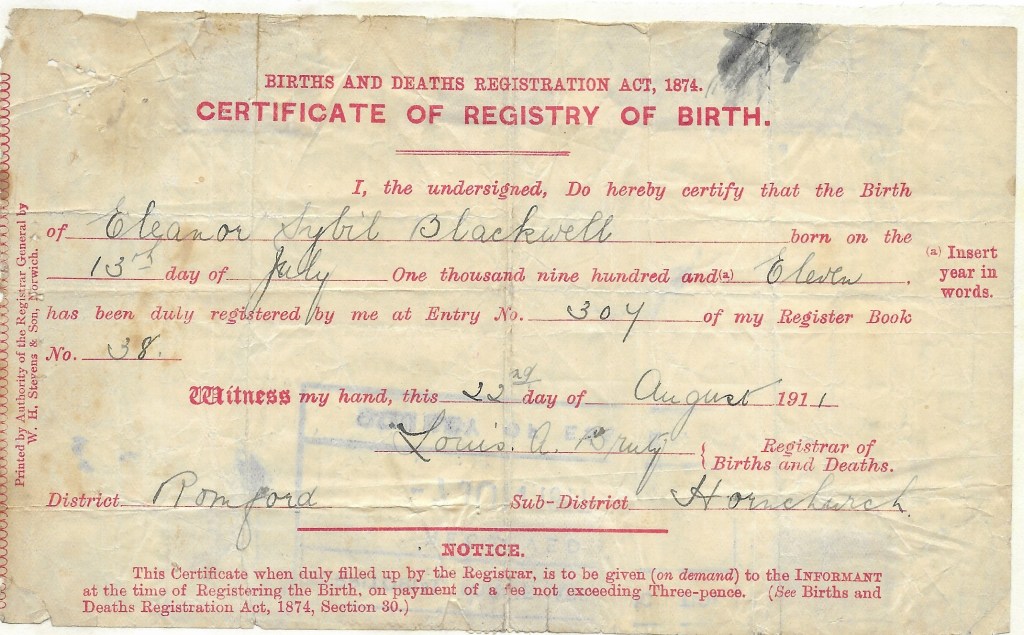 BIRTHS AND DEATHS REGISTRATION ACT, 1874.
CERTIFICATE OF REGISTRY OF BIRTH.
I, the undersigned, Do hereby certify that the Birth
of Eleanor Sybil Blackwell born on the
13th day of July One thousand nine hundred and (a) Eleven.
(a) Insert
year in
words.
has been duly registered by me at Entry No. 307 of my Register Book
No. 38.
Witness my hand, this 22nd day of August 1911
Louis. A.
Registrar of
Births and Deaths.
District Romford Sub-District Hornchurch.
NOTICE.
This Certificate when duly filled up by the Registrar, is to be given (on demand) to the INFORMANT
at the time of Registering the Birth, on payment of a fee not exceeding Three-pence. (See Births and
Deaths Registration Act, 1874, Section 30.)
Printed by Authority of the Registrar General by
W. H. Stevens & Son, Norwich.